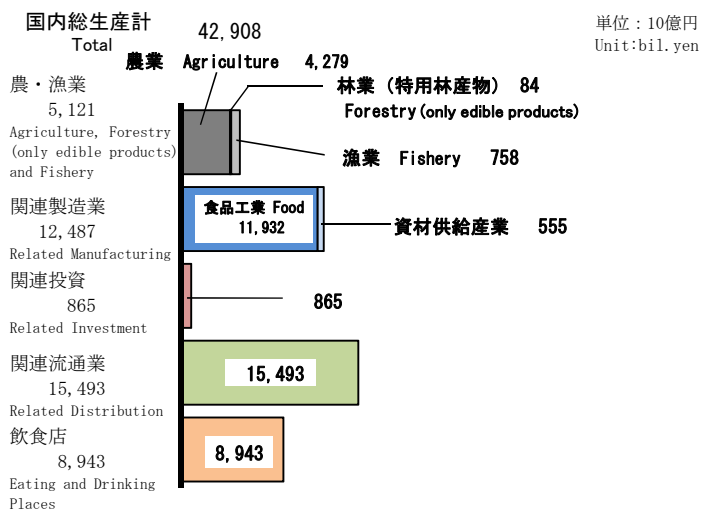 国内総生産計 42,908
Total
単位：10億円
Unit:bil.yen
農業 Agriculture 4,279
農・漁業
5,121
Agriculture, Forestry
(only edible products)
and Fishery
林業（特用林産物） 84
Forestry (only edible products)
漁業 Fishery 758
関連製造業
12,487
Related Manufacturing
食品工業 Food
11,932
資材供給産業 555
関連投資
865
Related Investment
865
関連流通業
15,493
Related Distribution
15,493
飲食店
8,943
Eating and Drinking
Places
8,943